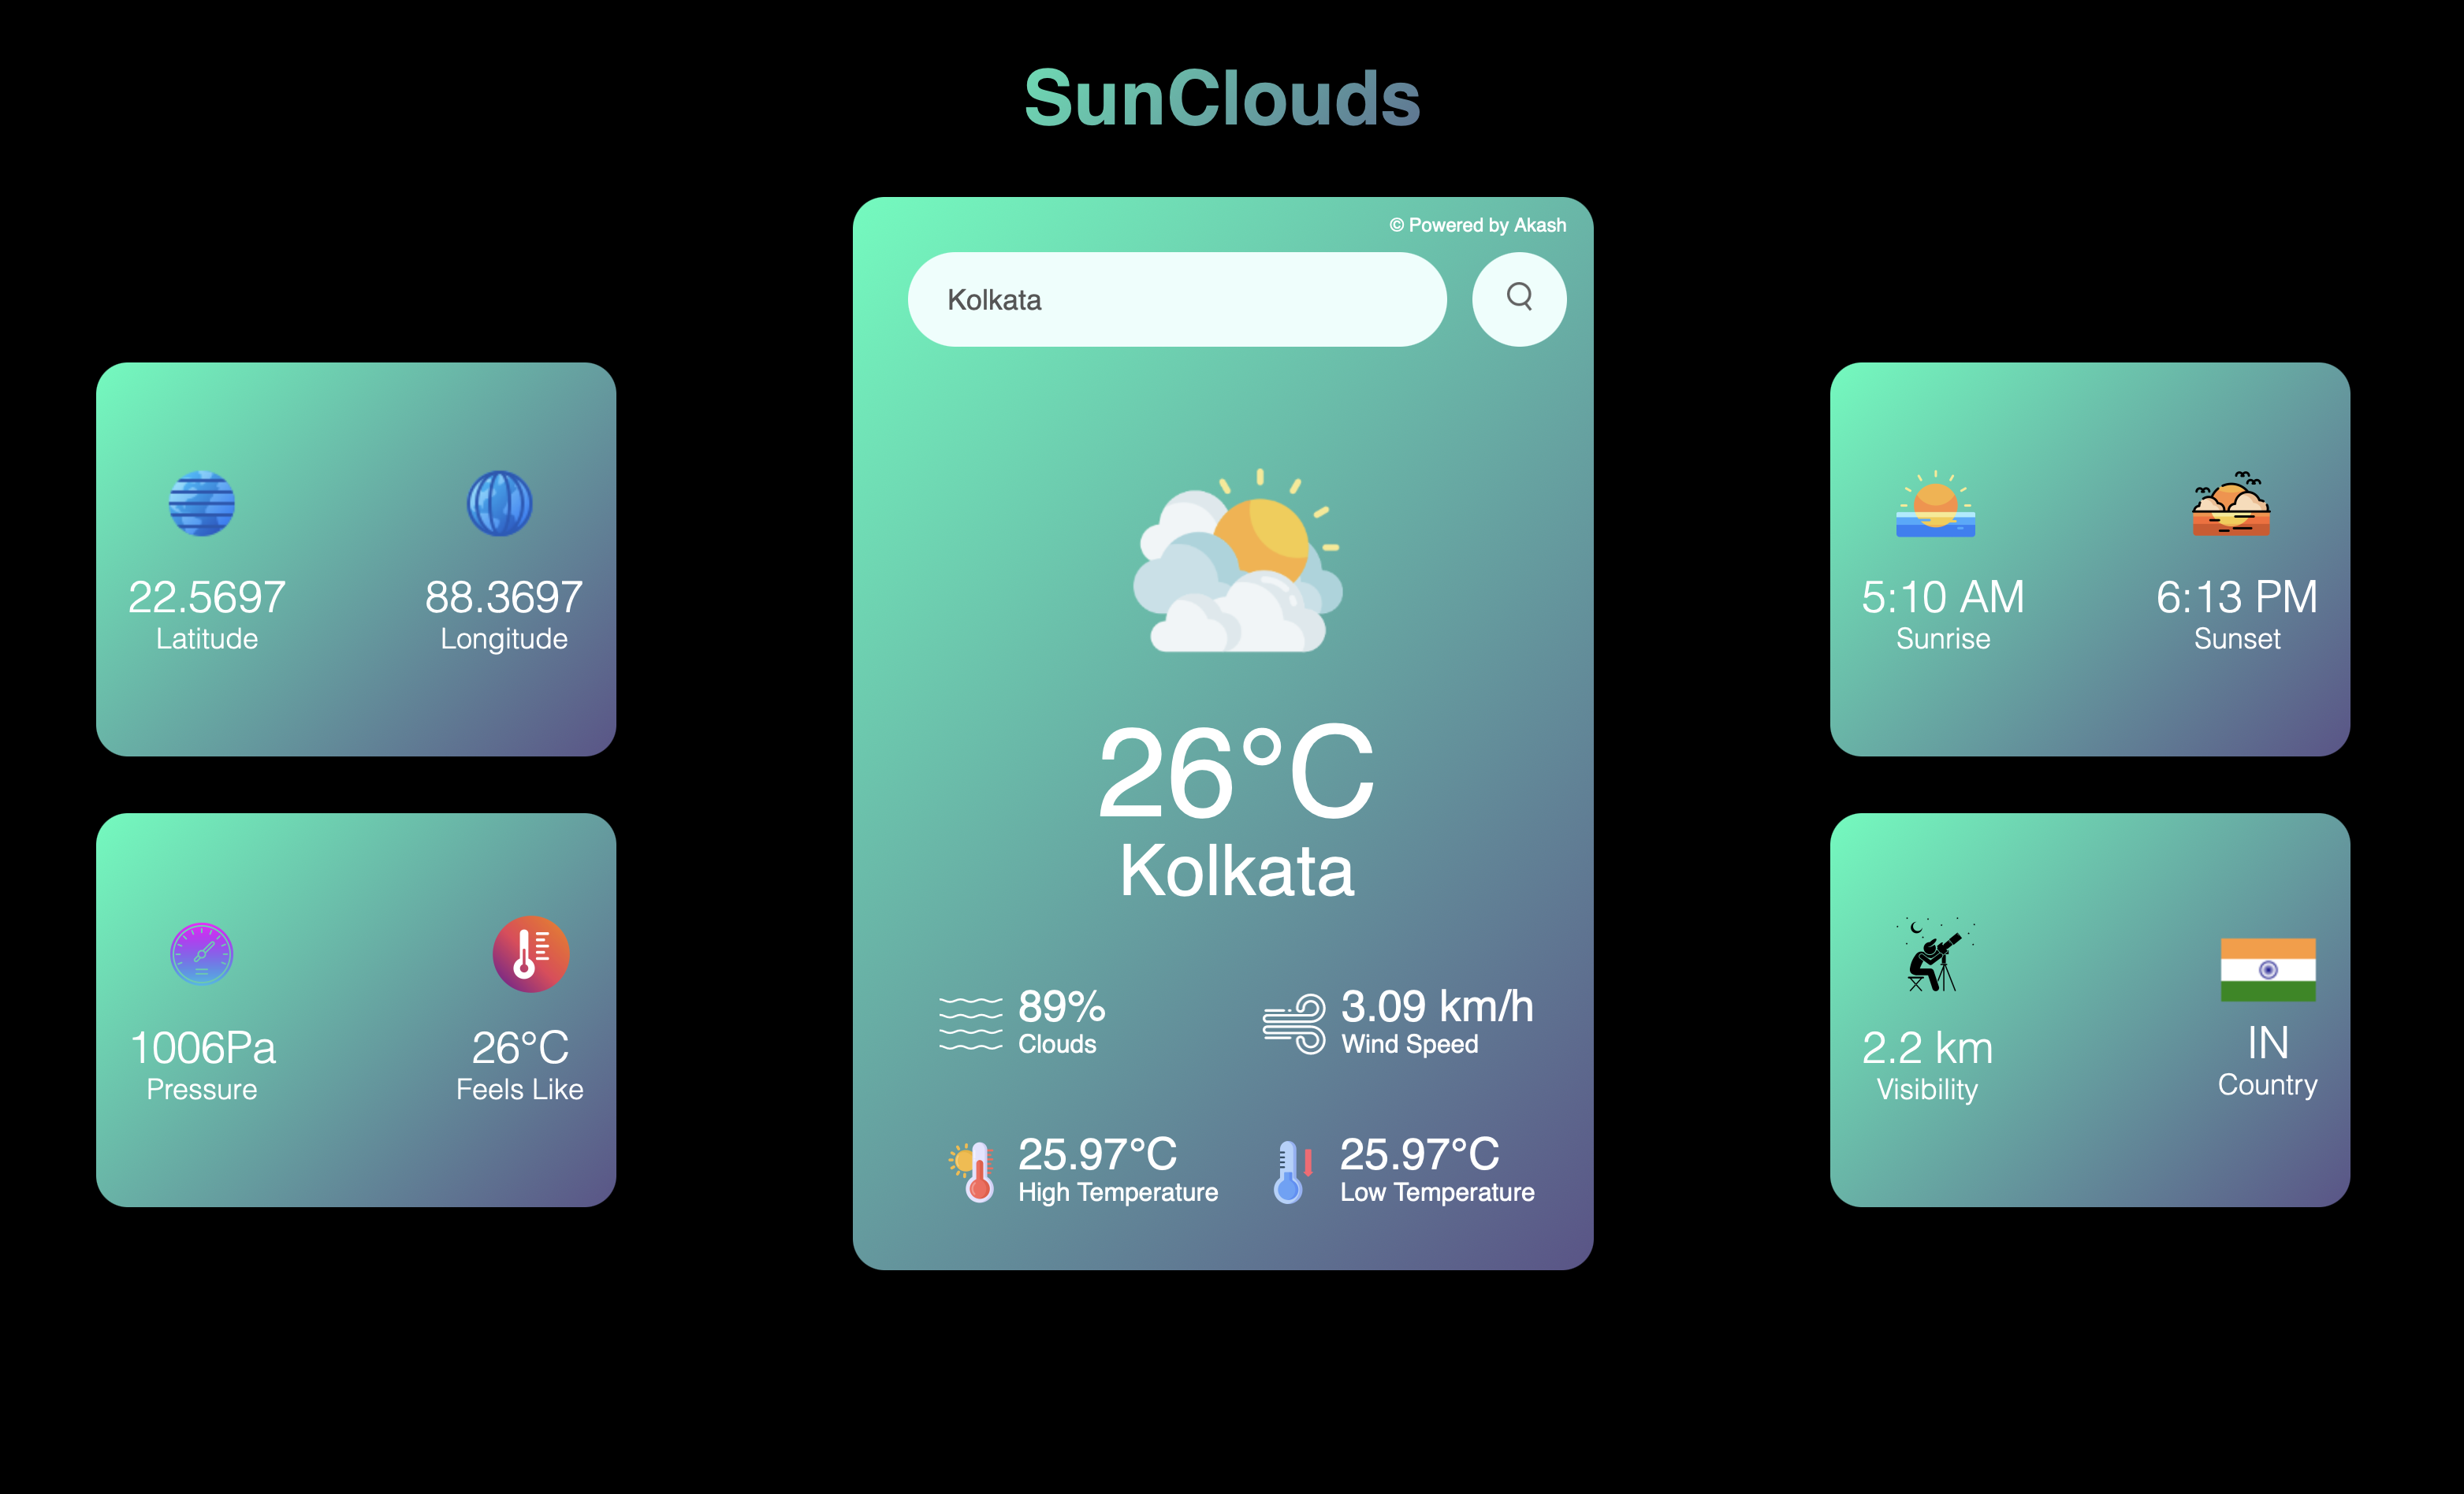 SunClouds
© Powered by Akash
Kolkata
26°C
Kolkata
89%
Clouds
3.09 km/h
Wind Speed
25.97°C
High Temperature
25.97°C
Low Temperature
22.5697
Latitude
88.3697
Longitude
1006Pa
Pressure
26°C
Feels Like
5:10 AM
Sunrise
6:13 PM
Sunset
2.2 km
Visibility
IN
Country